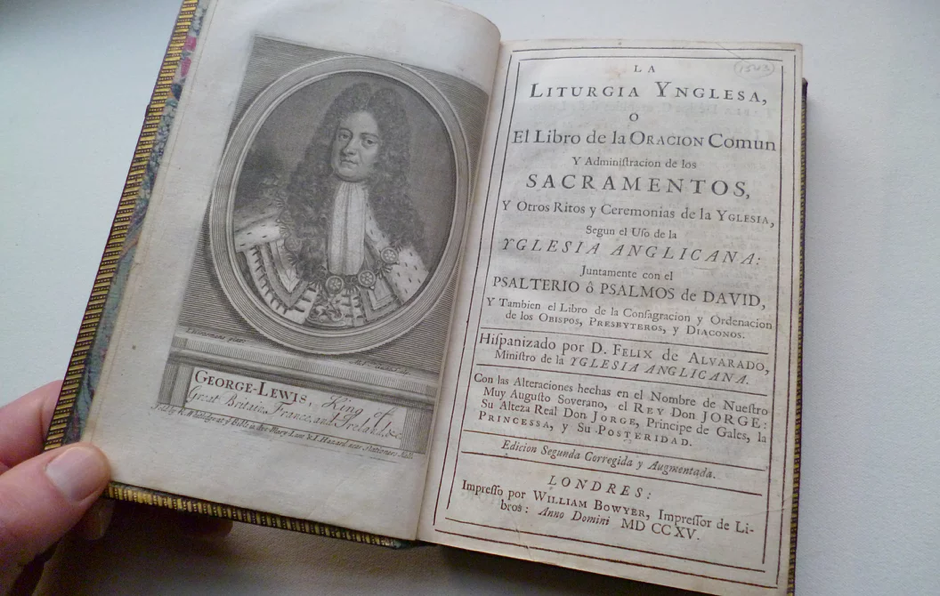 GEORGE-LEWIS, King of
Great Britain, France, and Ireland, &c.
LA
LITURGIA YNGLESA,
O
El Libro de la ORACION Comun
Y Adminiſtracion de los
SACRAMENTOS,
Y Otros Ritos y Ceremonias de la YGLESIA,
Segun el Uſo de la
YGLESIA ANGLICANA:
Juntamente con el
PSALTERIO ô PSALMOS de DAVID,
Y Tambien el Libro de la Conſagracion y Ordenacion
de los OBISPOS, PRESBYTEROS, y DIACONOS.
Hiſpanizado por D. FELIX de ALVARADO,
Miniſtro de la YGLESIA ANGLICANA.
Con las Alteraciones hechas en el Nombre de Nueſtro
Muy Auguſto Soverano, el REY DON JORGE:
Su Alteza Real DON JORGE, Principe de Gales, la
PRINCESSA, y Su POSTERIDAD.
Edicion Segunda Corregida y Augmentada.
LONDRES:
Impreſſo por WILLIAM BOWYER, Impreſſor de Li-
bros: Anno Domini MD CC XV.